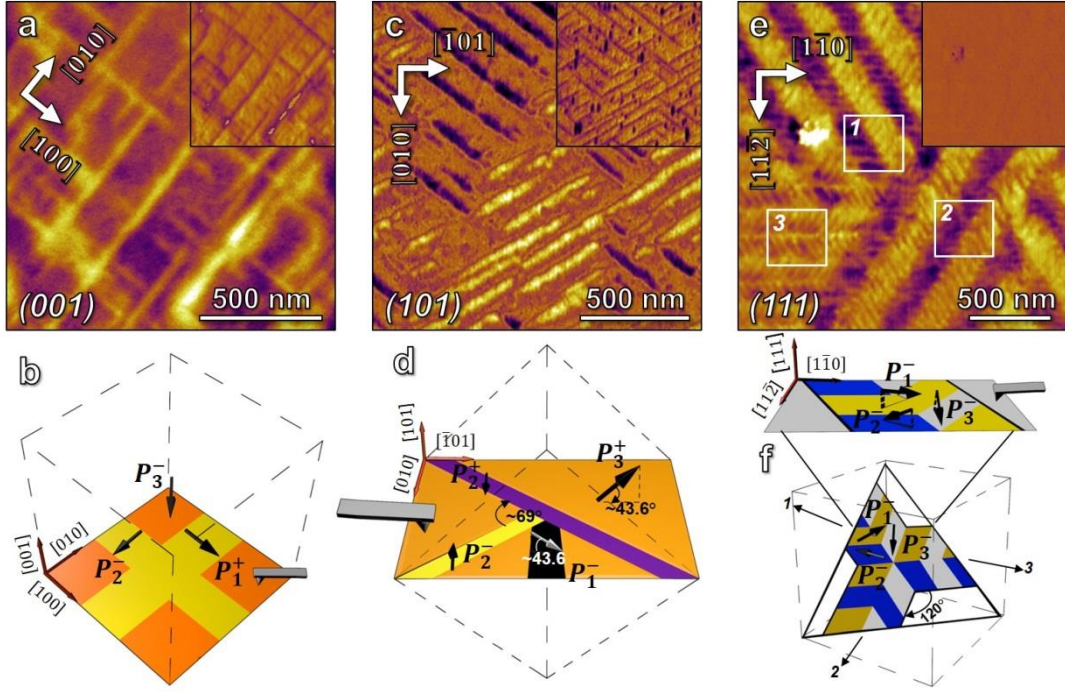 a
[010]
[100]
(001)
500 nm
c
[1̄01]
[010]
(101)
500 nm
e
[11̄0]
[112̄]
1
2
3
(111)
500 nm
b
P₃⁻
P₂⁻
P₁⁺
[001]
[010]
[100]
d
[101]
[1̄01]
[010]
P₂⁺
P₃⁺
~69°
~43.6°
P₂⁻
~43.6
P₁⁻
[111]
[11̄0]
[112̄]
P₁⁻
P₂⁻
P₃⁻
f
1
P₁⁻
P₃⁻
P₂⁻
3
120°
2